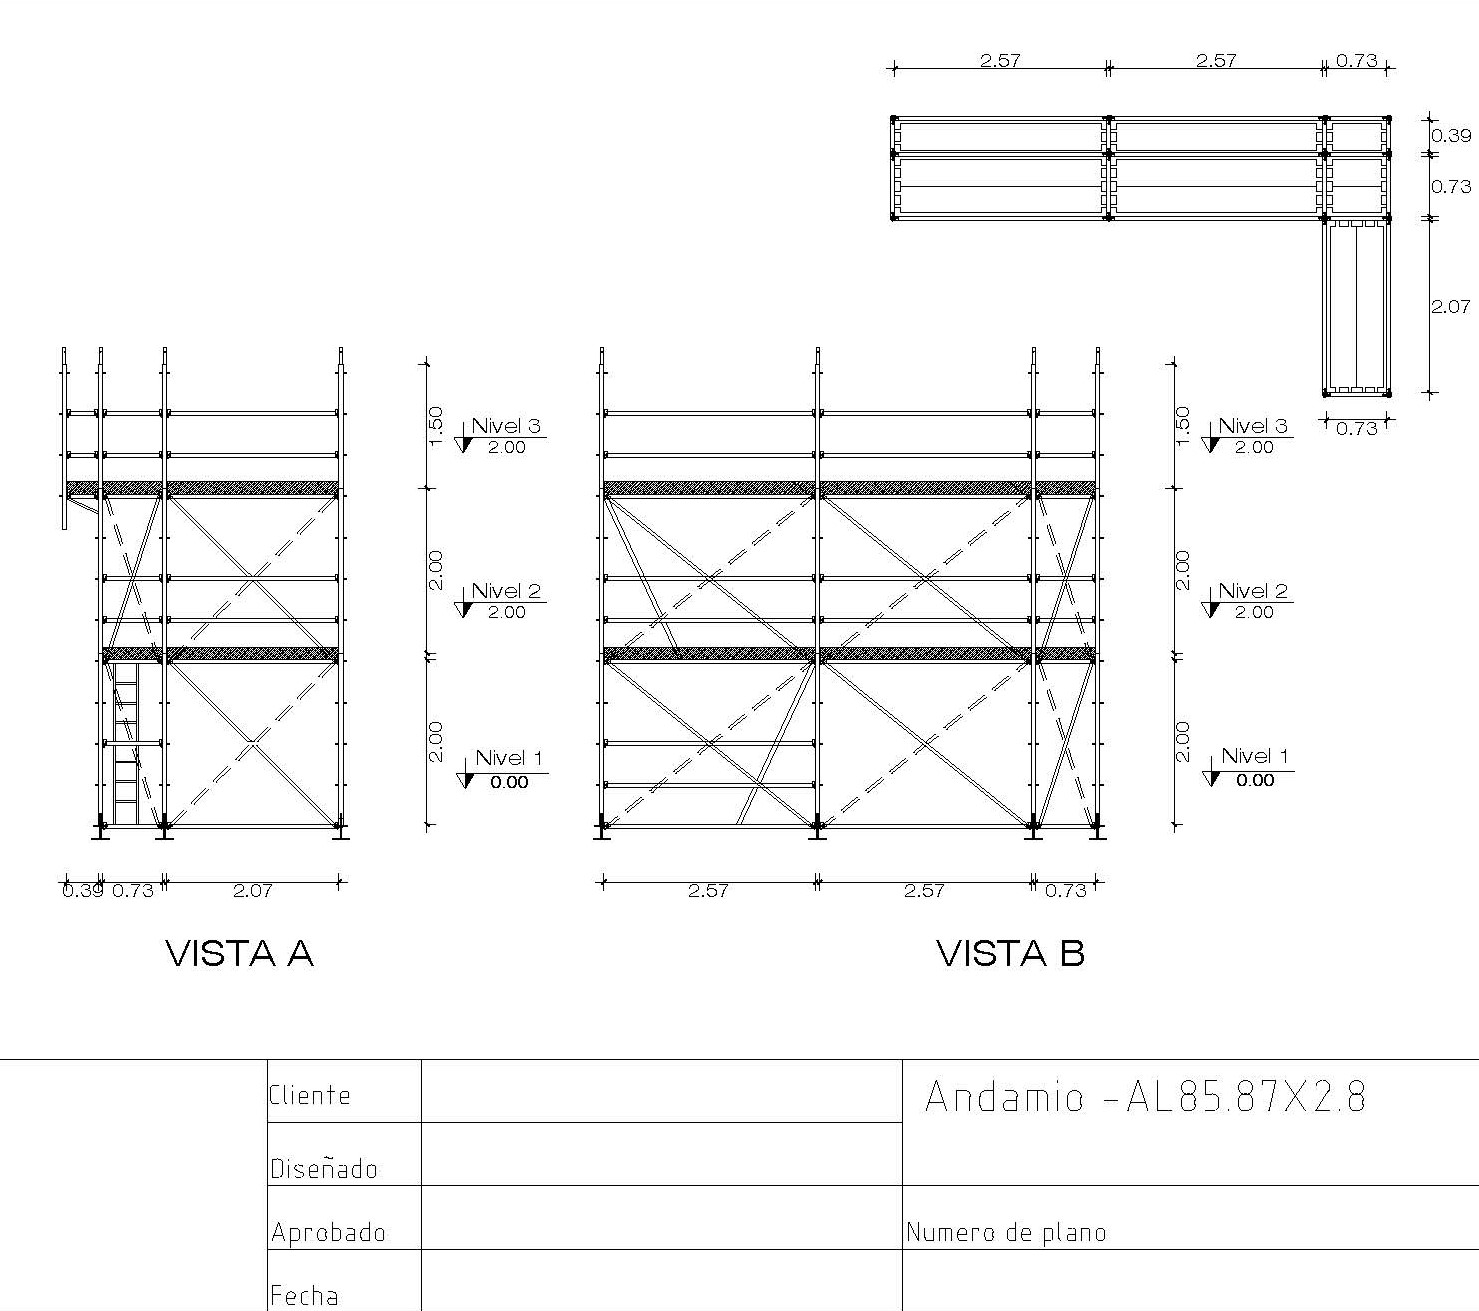 2.57 2.57 0.73
0.39
0.73
2.07
0.73
1.50
Nivel 3
2.00
2.00
Nivel 2
2.00
2.00
Nivel 1
0.00
0.39 0.73 2.07
VISTA A
1.50
Nivel 3
2.00
2.00
Nivel 2
2.00
2.00
Nivel 1
0.00
2.57 2.57 0.73
VISTA B
Cliente
Diseñado
Aprobado
Fecha
Andamio -AL85.87X2.8
Numero de plano